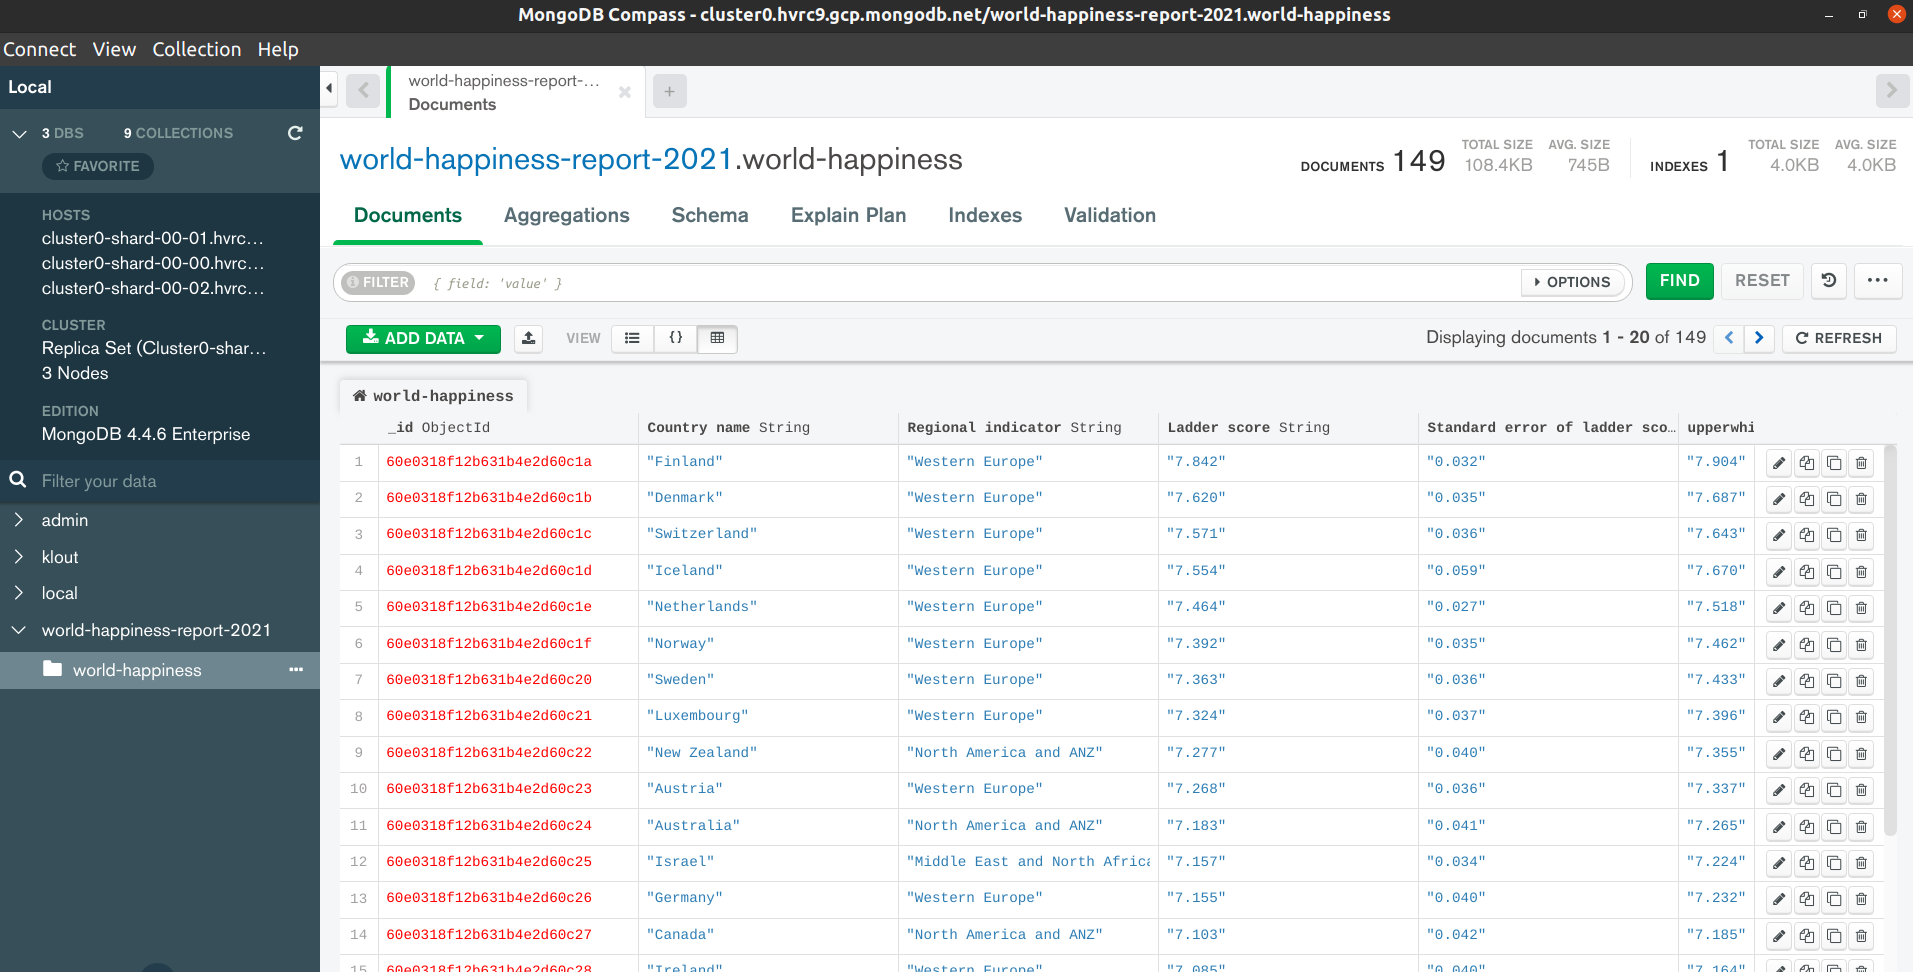 MongoDB Compass - cluster0.hvrc9.gcp.mongodb.net/world-happiness-report-2021.world-happiness
Connect View Collection Help
Local
3 DBS 9 COLLECTIONS
FAVORITE
HOSTS
cluster0-shard-00-01.hvrc...
cluster0-shard-00-00.hvrc...
cluster0-shard-00-02.hvrc...
CLUSTER
Replica Set (Cluster0-shar...
3 Nodes
EDITION
MongoDB 4.4.6 Enterprise
Filter your data
admin
klout
local
world-happiness-report-2021
world-happiness
world-happiness-report-...
Documents
world-happiness-report-2021.world-happiness
DOCUMENTS 149 TOTAL SIZE 108.4KB AVG. SIZE 745B INDEXES 1 TOTAL SIZE 4.0KB AVG. SIZE 4.0KB
Documents Aggregations Schema Explain Plan Indexes Validation
FILTER { field: 'value' } OPTIONS FIND RESET
ADD DATA VIEW { } Displaying documents 1 - 20 of 149 REFRESH
world-happiness
_id ObjectId Country name String Regional indicator String Ladder score String Standard error of ladder sco... upperwhi
1 60e0318f12b631b4e2d60c1a "Finland" "Western Europe" "7.842" "0.032" "7.904"
2 60e0318f12b631b4e2d60c1b "Denmark" "Western Europe" "7.620" "0.035" "7.687"
3 60e0318f12b631b4e2d60c1c "Switzerland" "Western Europe" "7.571" "0.036" "7.643"
4 60e0318f12b631b4e2d60c1d "Iceland" "Western Europe" "7.554" "0.059" "7.670"
5 60e0318f12b631b4e2d60c1e "Netherlands" "Western Europe" "7.464" "0.027" "7.518"
6 60e0318f12b631b4e2d60c1f "Norway" "Western Europe" "7.392" "0.035" "7.462"
7 60e0318f12b631b4e2d60c20 "Sweden" "Western Europe" "7.363" "0.036" "7.433"
8 60e0318f12b631b4e2d60c21 "Luxembourg" "Western Europe" "7.324" "0.037" "7.396"
9 60e0318f12b631b4e2d60c22 "New Zealand" "North America and ANZ" "7.277" "0.040" "7.355"
10 60e0318f12b631b4e2d60c23 "Austria" "Western Europe" "7.268" "0.036" "7.337"
11 60e0318f12b631b4e2d60c24 "Australia" "North America and ANZ" "7.183" "0.041" "7.265"
12 60e0318f12b631b4e2d60c25 "Israel" "Middle East and North Africa "7.157" "0.034" "7.224"
13 60e0318f12b631b4e2d60c26 "Germany" "Western Europe" "7.155" "0.040" "7.232"
14 60e0318f12b631b4e2d60c27 "Canada" "North America and ANZ" "7.103" "0.042" "7.185"
15 60e0318f12b631b4e2d60c28 "Ireland" "Western Europe" "7.085" "0.040" "7.164"